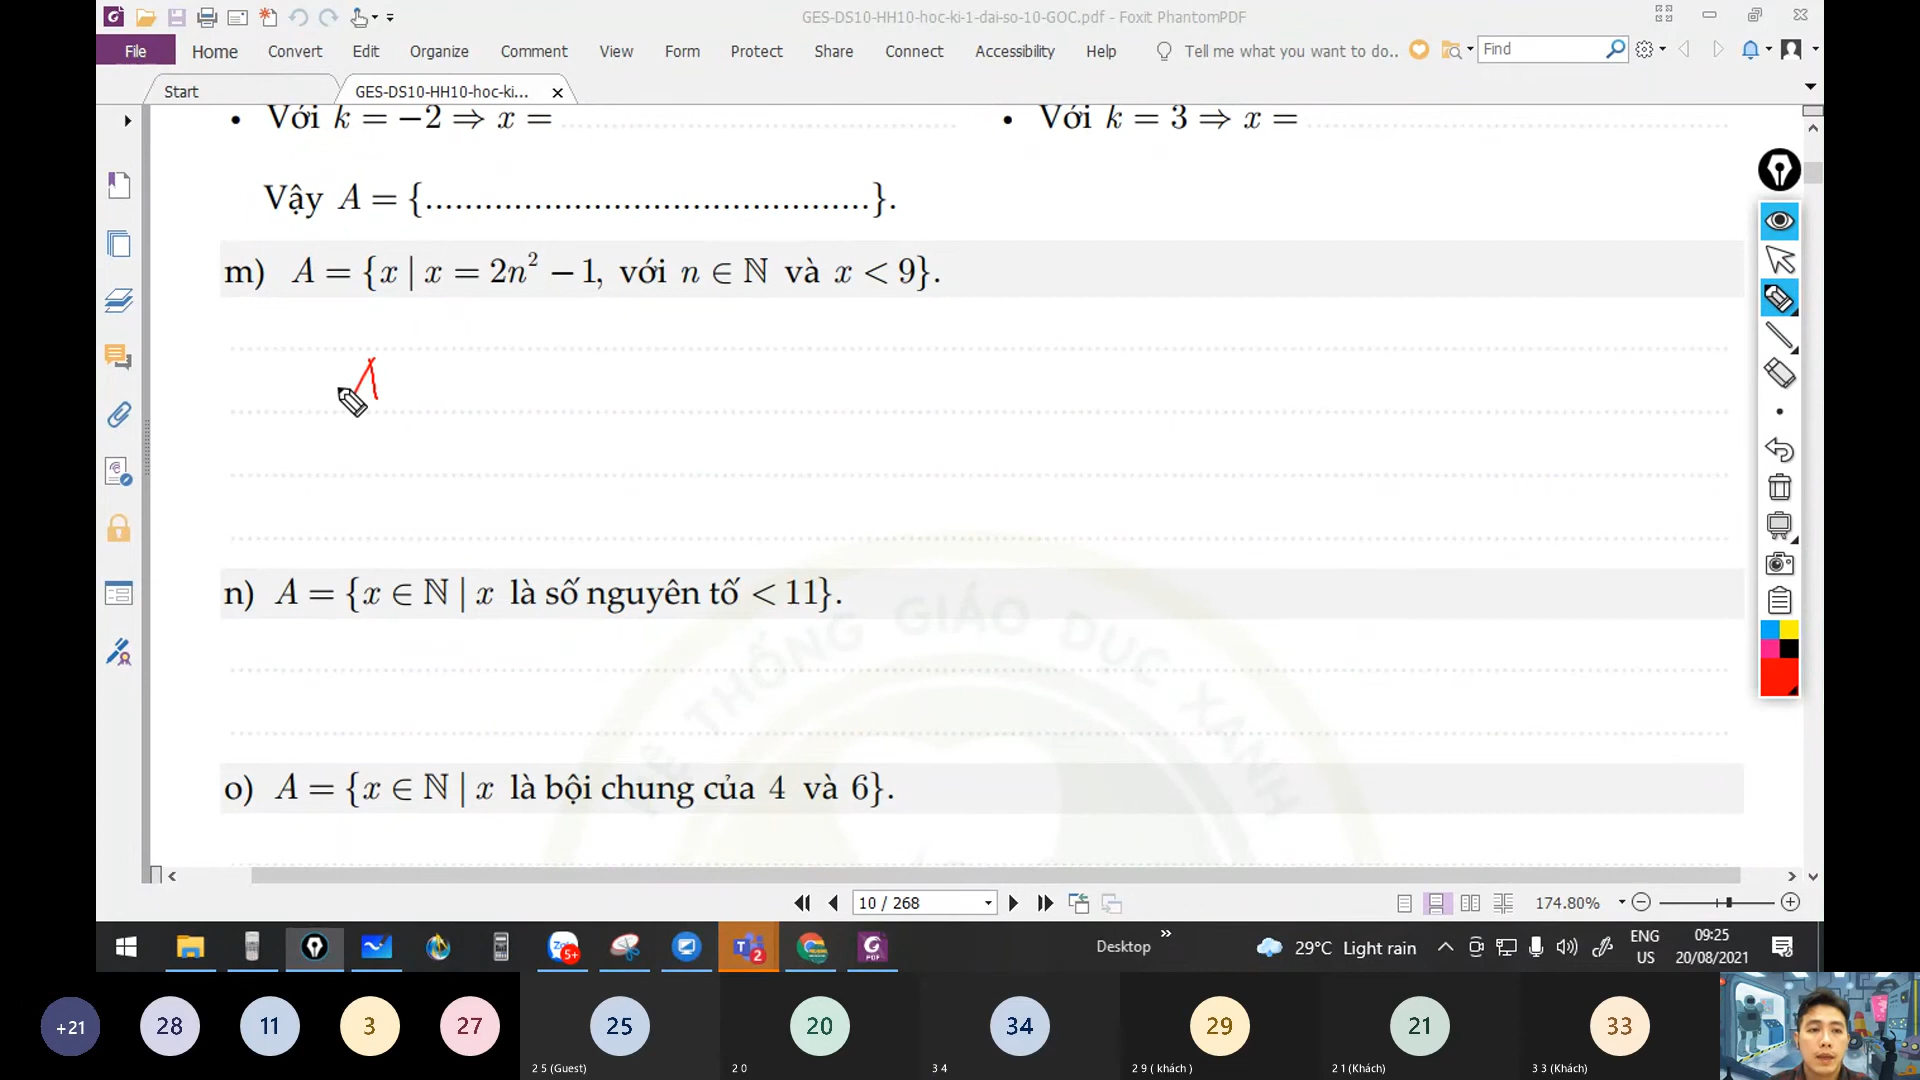 GES-DS10-HH10-hoc-ki-1-dai-so-10-GOC.pdf - Foxit PhantomPDF
File Home Convert Edit Organize Comment View Form Protect Share Connect Accessibility Help Tell me what you want to do.. Find
Start GES-DS10-HH10-hoc-ki...
• Với k = −2 ⇒ x = • Với k = 3 ⇒ x =
Vậy A = {............................................}.
m) A = {x | x = 2n² − 1, với n ∈ ℕ và x < 9}.
n) A = {x ∈ ℕ | x là số nguyên tố < 11}.
HỆ THỐNG GIÁO DỤC XANH
o) A = {x ∈ ℕ | x là bội chung của 4 và 6}.
10 / 268 174.80%
Desktop 29°C Light rain ENG US 09:25 20/08/2021
+21 28 11 3 27 25 20 34 29 21 33
2 5 (Guest) 2 0 3 4 2 9 ( khách ) 2 1 (Khách) 3 3 (Khách)